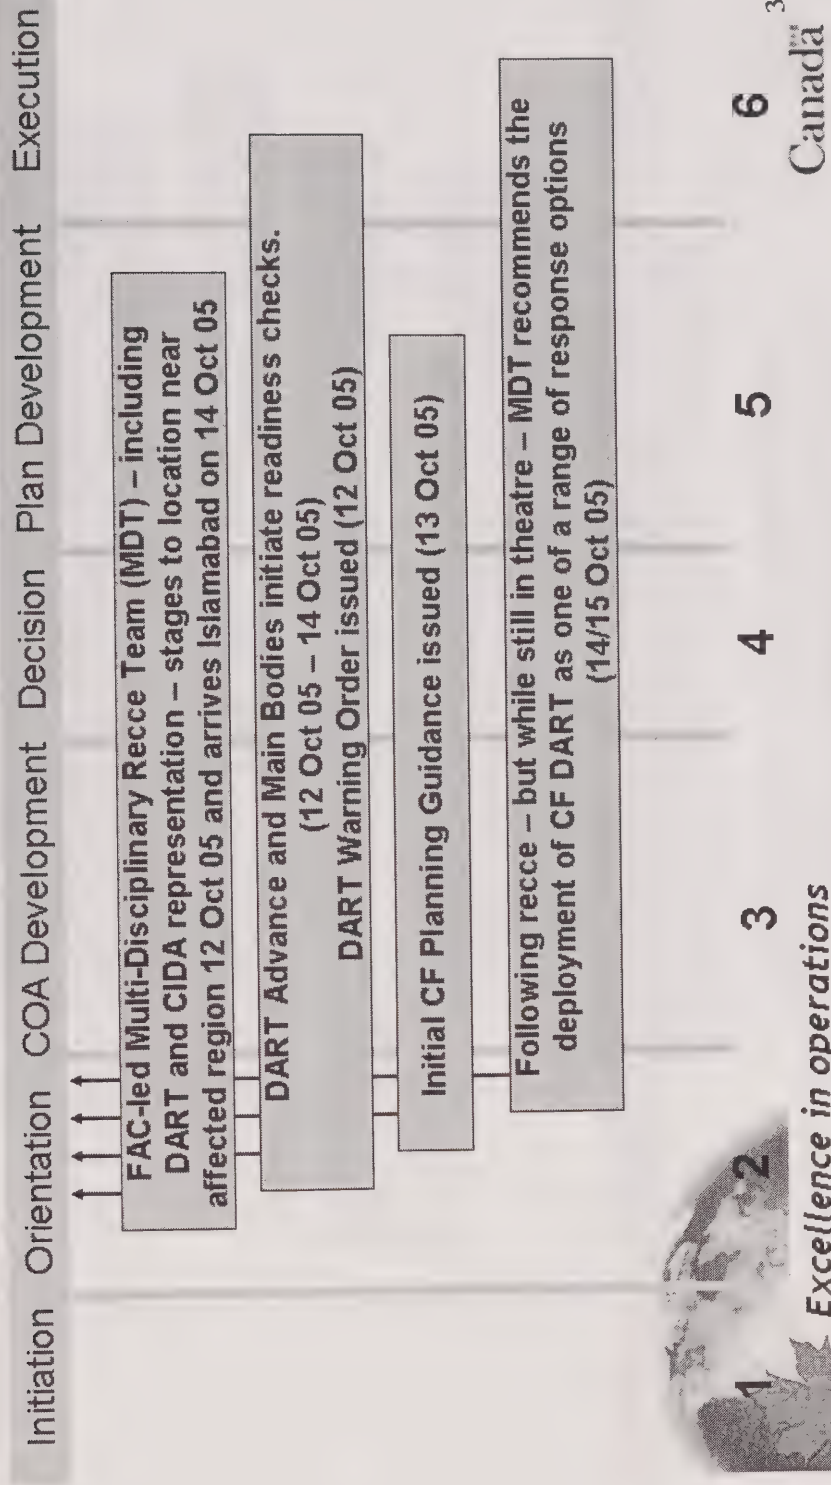 Initiation Orientation COA Development Decision Plan Development Execution
FAC-led Multi-Disciplinary Recce Team (MDT) – including
DART and CIDA representation – stages to location near
affected region 12 Oct 05 and arrives Islamabad on 14 Oct 05
DART Advance and Main Bodies initiate readiness checks.
(12 Oct 05 – 14 Oct 05)
DART Warning Order issued (12 Oct 05)
Initial CF Planning Guidance issued (13 Oct 05)
Following recce – but while still in theatre – MDT recommends the
deployment of CF DART as one of a range of response options
(14/15 Oct 05)
1 2 3 4 5 6
Excellence in operations
Canada
3